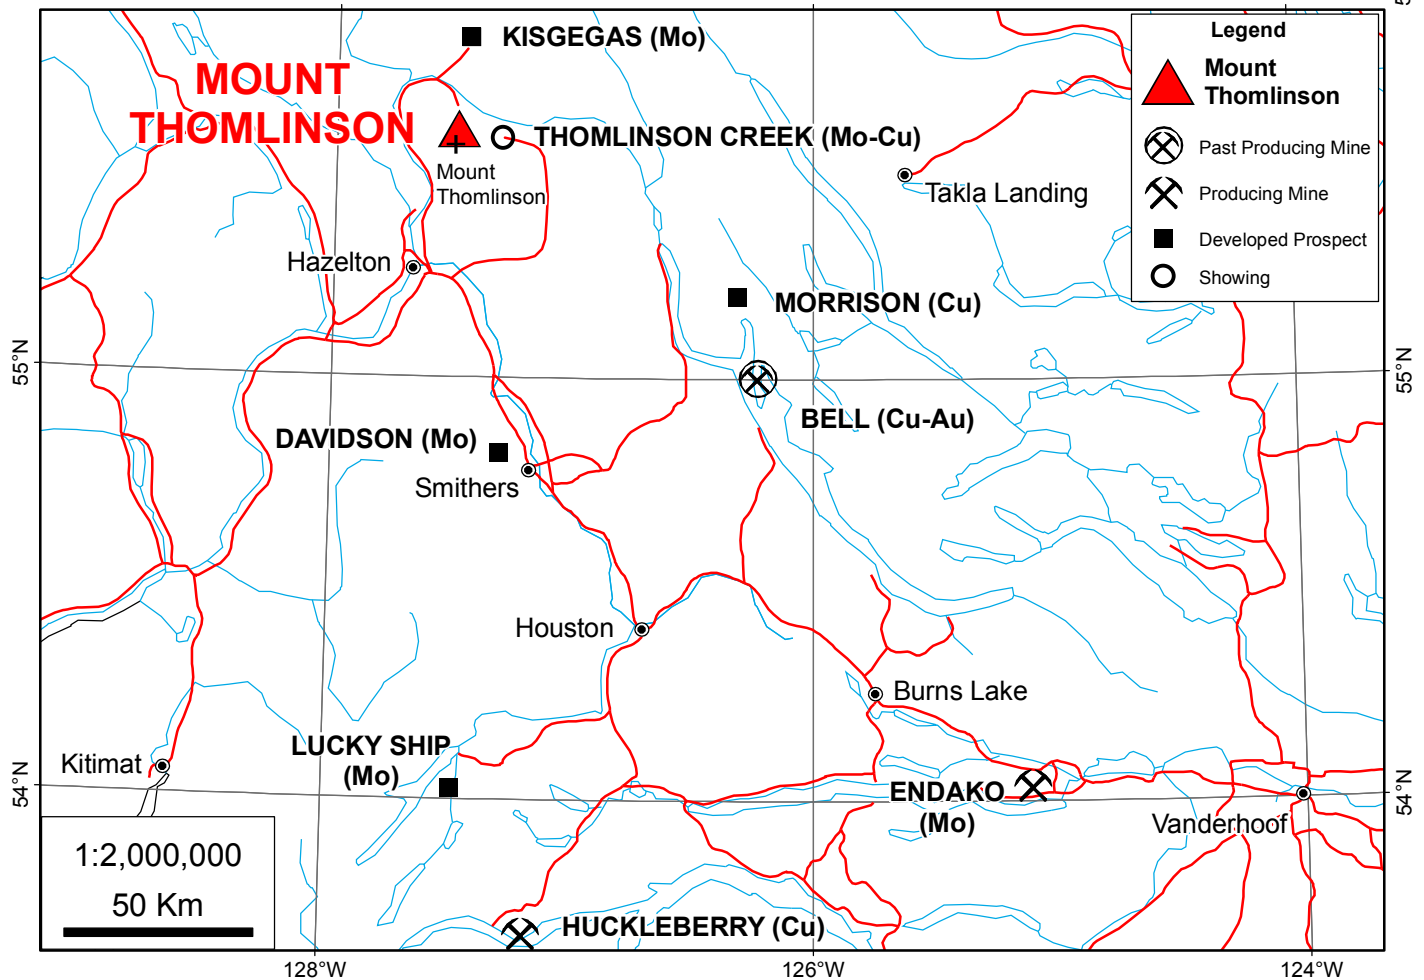 KISGEGAS (Mo)
MOUNT
THOMLINSON
THOMLINSON CREEK (Mo-Cu)
Mount
Thomlinson
Takla Landing
Hazelton
MORRISON (Cu)
55°N
55°N
BELL (Cu-Au)
DAVIDSON (Mo)
Smithers
Houston
Burns Lake
LUCKY SHIP
(Mo)
Kitimat
54°N
54°N
ENDAKO
(Mo)
Vanderhoof
HUCKLEBERRY (Cu)
Legend
Mount
Thomlinson
Past Producing Mine
Producing Mine
Developed Prospect
Showing
1:2,000,000
50 Km
128°W
126°W
124°W